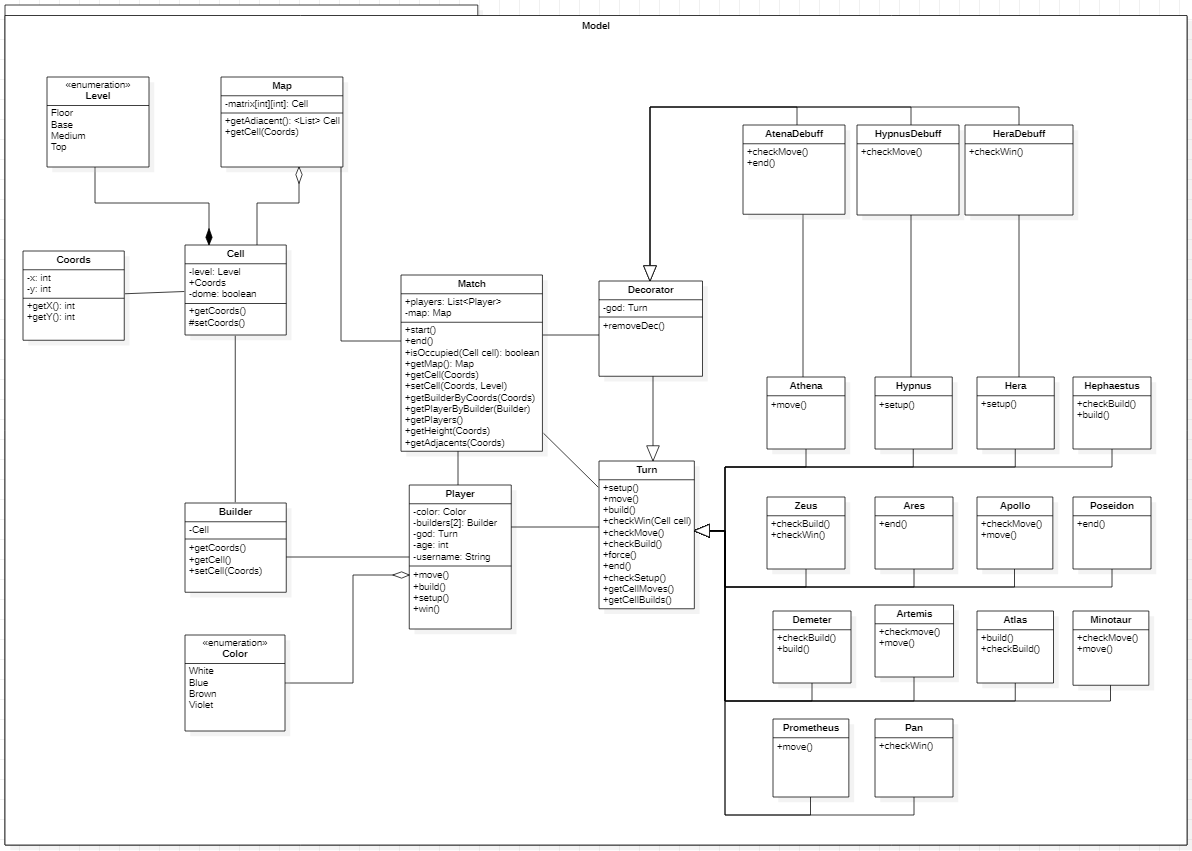 Model
«enumeration»
Level
Floor
Base
Medium
Top
Map
-matrix[int][int]: Cell
+getAdiacent(): <List> Cell
+getCell(Coords)
AtenaDebuff
+checkMove()
+end()
HypnusDebuff
+checkMove()
HeraDebuff
+checkWin()
Coords
-x: int
-y: int
+getX(): int
+getY(): int
Cell
-level: Level
+Coords
-dome: boolean
+getCoords()
#setCoords()
Match
+players: List<Player>
-map: Map
+start()
+end()
+isOccupied(Cell cell): boolean
+getMap(): Map
+getCell(Coords)
+setCell(Coords, Level)
+getBuilderByCoords(Coords)
+getPlayerByBuilder(Builder)
+getPlayers()
+getHeight(Coords)
+getAdjacents(Coords)
Decorator
-god: Turn
+removeDec()
Athena
+move()
Hypnus
+setup()
Hera
+setup()
Hephaestus
+checkBuild()
+build()
Builder
-Cell
+getCoords()
+getCell()
+setCell(Coords)
Player
-color: Color
-builders[2]: Builder
-god: Turn
-age: int
-username: String
+move()
+build()
+setup()
+win()
Turn
+setup()
+move()
+build()
+checkWin(Cell cell)
+checkMove()
+checkBuild()
+force()
+end()
+checkSetup()
+getCellMoves()
+getCellBuilds()
Zeus
+checkBuild()
+checkWin()
Ares
+end()
Apollo
+checkMove()
+move()
Poseidon
+end()
«enumeration»
Color
White
Blue
Brown
Violet
Demeter
+checkBuild()
+build()
Artemis
+checkmove()
+move()
Atlas
+build()
+checkBuild()
Minotaur
+checkMove()
+move()
Prometheus
+move()
Pan
+checkWin()